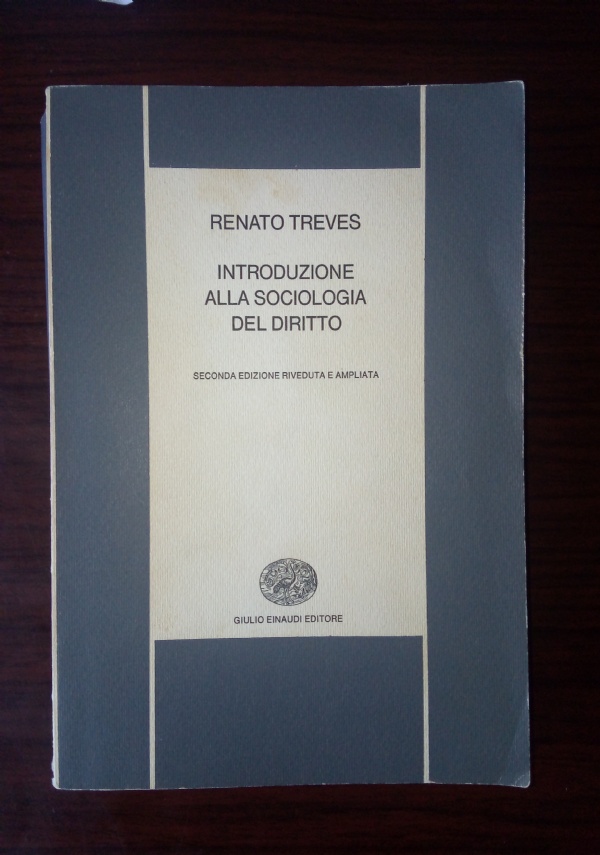 RENATO TREVES
INTRODUZIONE
ALLA SOCIOLOGIA
DEL DIRITTO
SECONDA EDIZIONE RIVEDUTA E AMPLIATA
GIULIO EINAUDI EDITORE